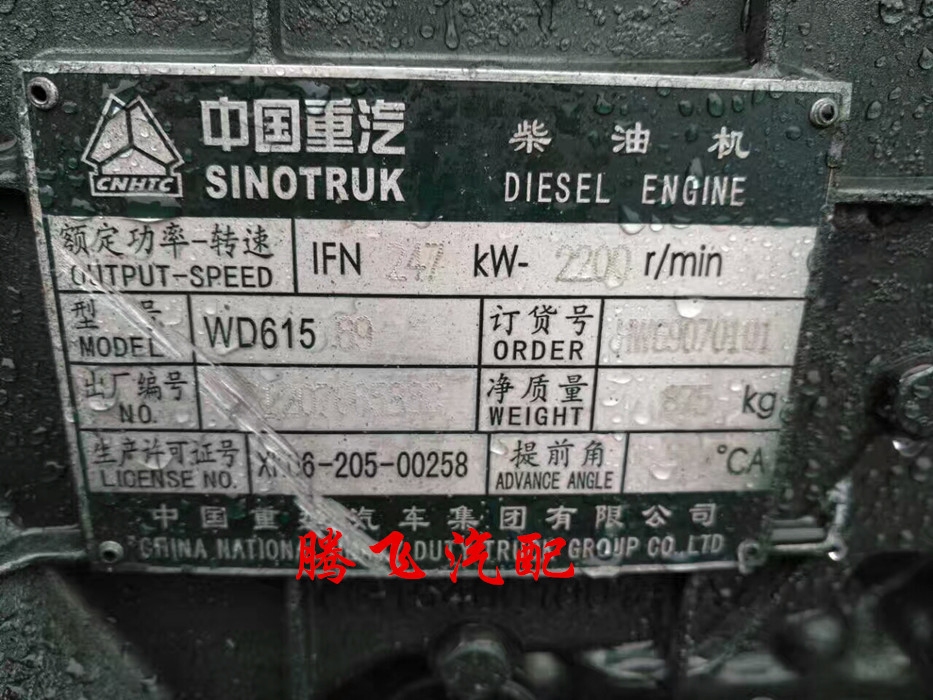 中国重汽 柴油机
CNHTC SINOTRUK DIESEL ENGINE
额定功率-转速 IFN 247 kW- 2200 r/min
OUTPUT-SPEED
型 号 WD615.69 订货号 HWG9070101
MODEL ORDER
出厂编号 净质量 875 kg
NO. WEIGHT
生产许可证号 XK06-205-00258 提前角 °CA
LICENSE NO. ADVANCE ANGLE
中国重型汽车集团有限公司
CHINA NATIONAL DUTY TRUCK GROUP CO.,LTD
腾飞汽配